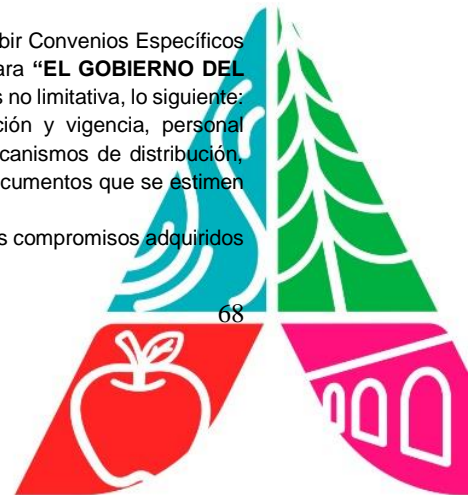 bir Convenios Específicos
ara “EL GOBIERNO DEL
s no limitativa, lo siguiente:
ción y vigencia, personal
canismos de distribución,
ocumentos que se estimen
s compromisos adquiridos
68